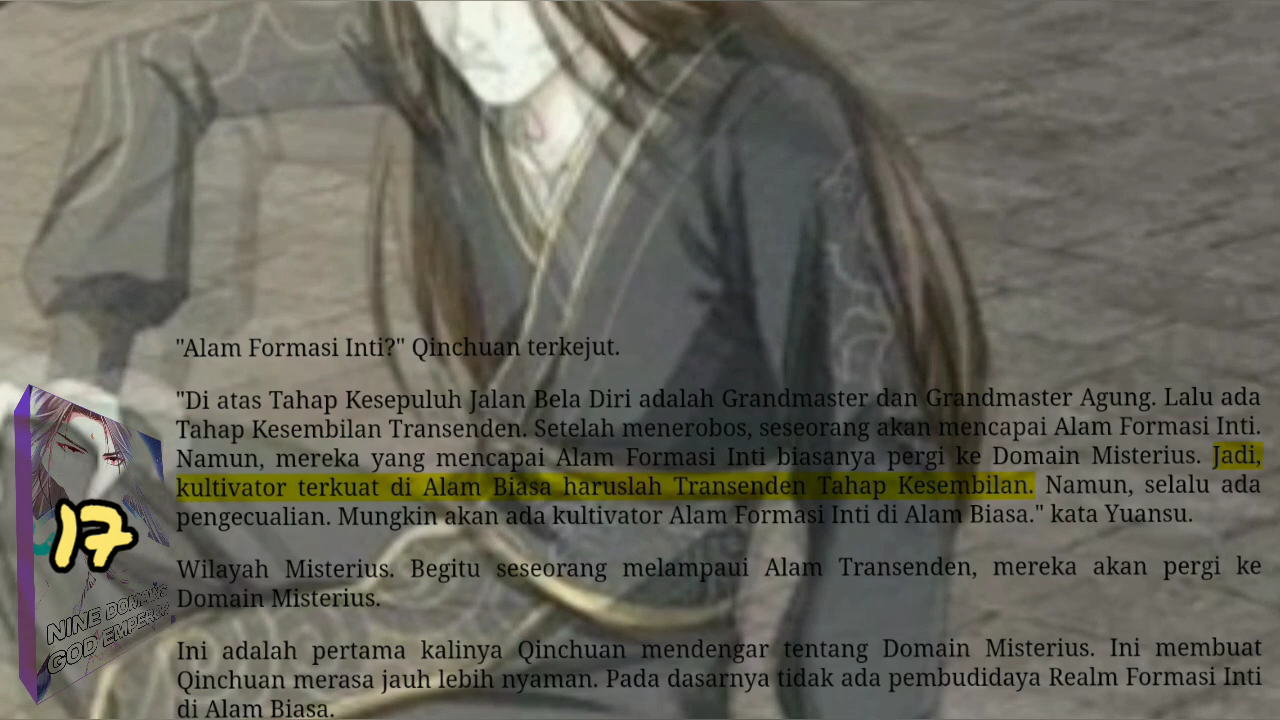 "Alam Formasi Inti?" Qinchuan terkejut.
"Di atas Tahap Kesepuluh Jalan Bela Diri adalah Grandmaster dan Grandmaster Agung. Lalu ada
Tahap Kesembilan Transenden. Setelah menerobos, seseorang akan mencapai Alam Formasi Inti.
Namun, mereka yang mencapai Alam Formasi Inti biasanya pergi ke Domain Misterius. Jadi,
kultivator terkuat di Alam Biasa haruslah Transenden Tahap Kesembilan. Namun, selalu ada
pengecualian. Mungkin akan ada kultivator Alam Formasi Inti di Alam Biasa." kata Yuansu.
17
Wilayah Misterius. Begitu seseorang melampaui Alam Transenden, mereka akan pergi ke
Domain Misterius.
NINE DOMAINS
GOD EMPEROR
Ini adalah pertama kalinya Qinchuan mendengar tentang Domain Misterius. Ini membuat
Qinchuan merasa jauh lebih nyaman. Pada dasarnya tidak ada pembudidaya Realm Formasi Inti
di Alam Biasa.